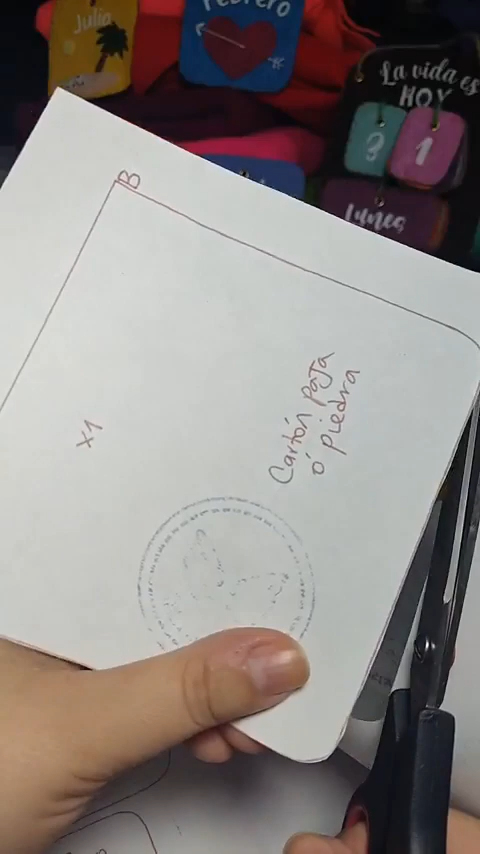 Julio
Febrero
La vida es
HOY
3 1
Lunes
B
Cartón paja
ó piedra
x1